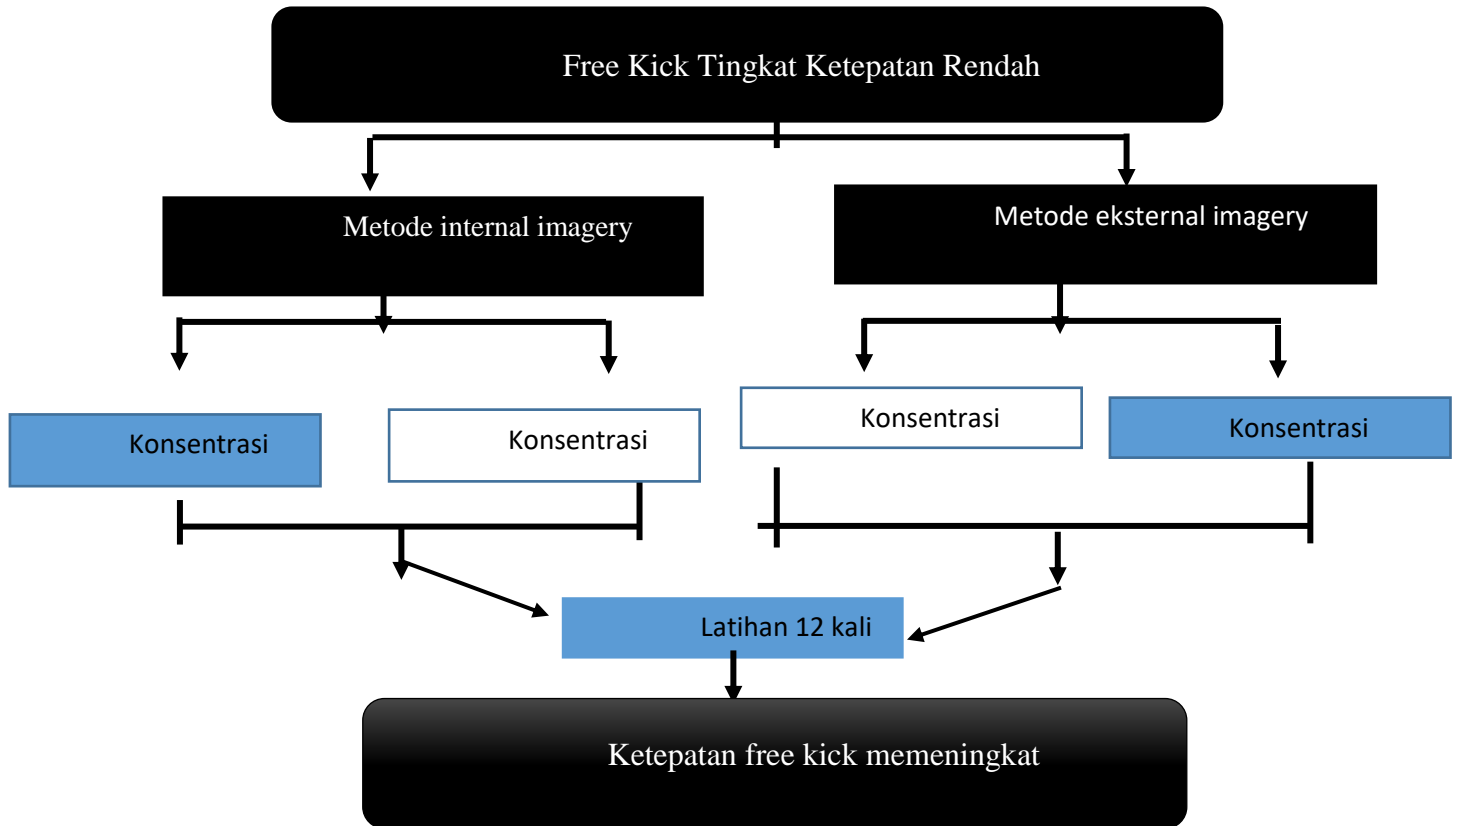 Free Kick Tingkat Ketepatan Rendah
Metode internal imagery
Metode eksternal imagery
Konsentrasi
Konsentrasi
Konsentrasi
Konsentrasi
Latihan 12 kali
Ketepatan free kick memeningkat